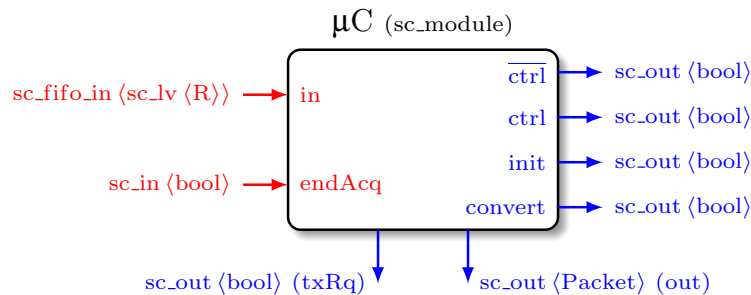 μC (sc_module)
sc_fifo_in ⟨sc_lv ⟨R⟩⟩
in
sc_in ⟨bool⟩
endAcq
c̅t̅r̅l̅
sc_out ⟨bool⟩
ctrl
sc_out ⟨bool⟩
init
sc_out ⟨bool⟩
convert
sc_out ⟨bool⟩
sc_out ⟨bool⟩ (txRq)
sc_out ⟨Packet⟩ (out)